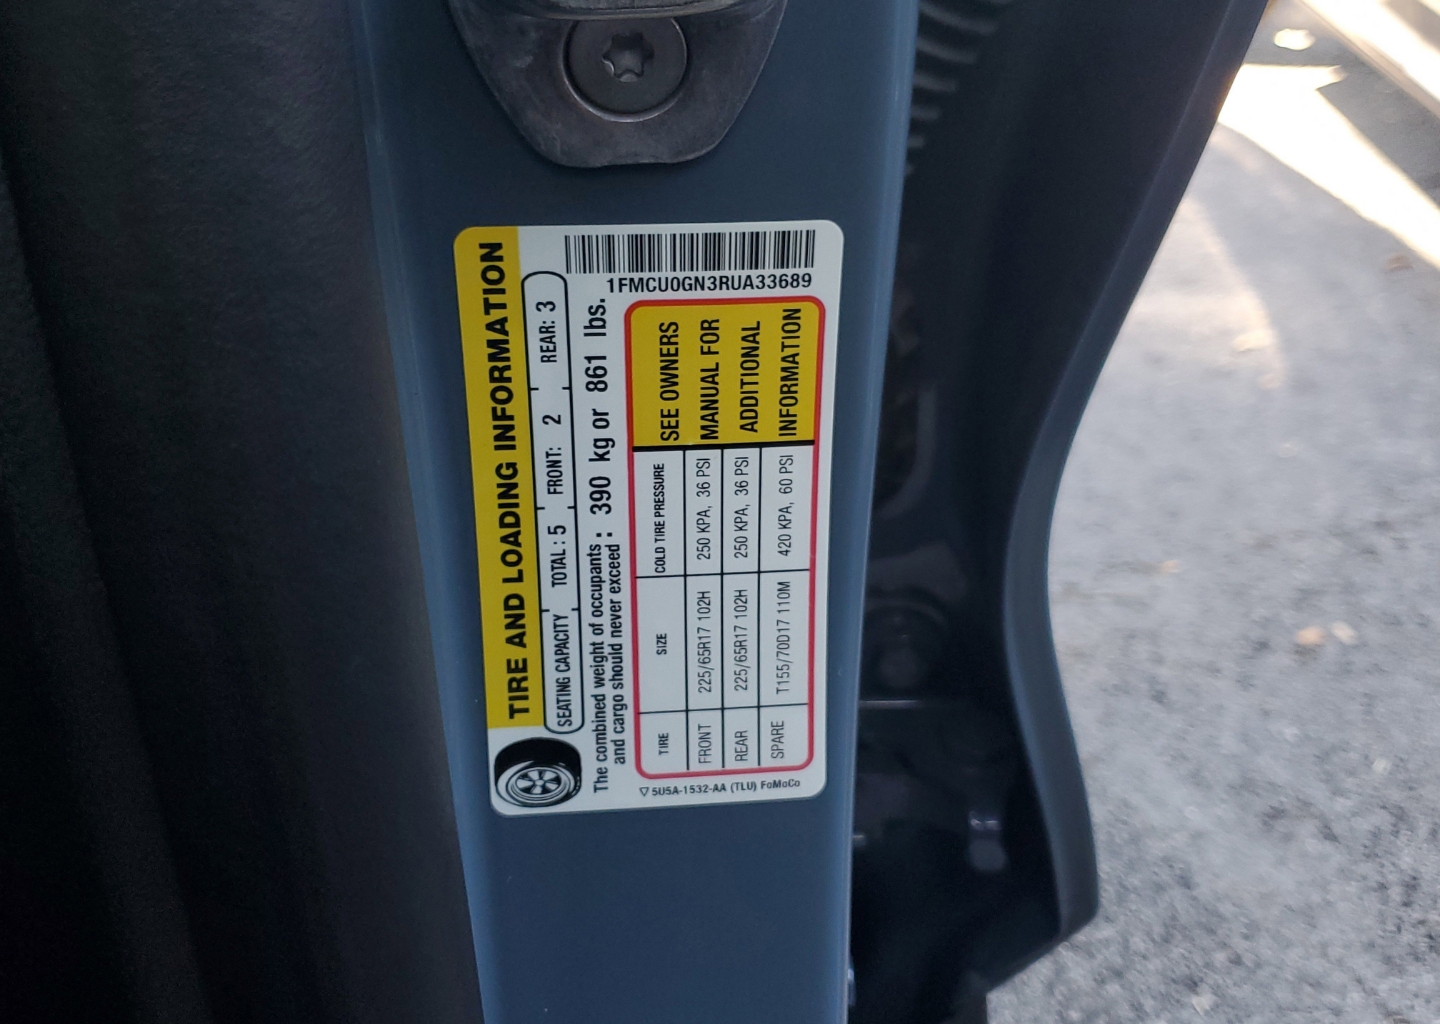 TIRE AND LOADING INFORMATION
SEATING CAPACITY TOTAL: 5 FRONT: 2 REAR: 3
The combined weight of occupants
and cargo should never exceed : 390 kg or 861 lbs.
TIRE SIZE COLD TIRE PRESSURE
FRONT 225/65R17 102H 250 KPA, 36 PSI
REAR 225/65R17 102H 250 KPA, 36 PSI
SPARE T155/70D17 110M 420 KPA, 60 PSI
SEE OWNERS
MANUAL FOR
ADDITIONAL
INFORMATION
1FMCU0GN3RUA33689
▽ 5U5A-1532-AA (TLU) FoMoCo